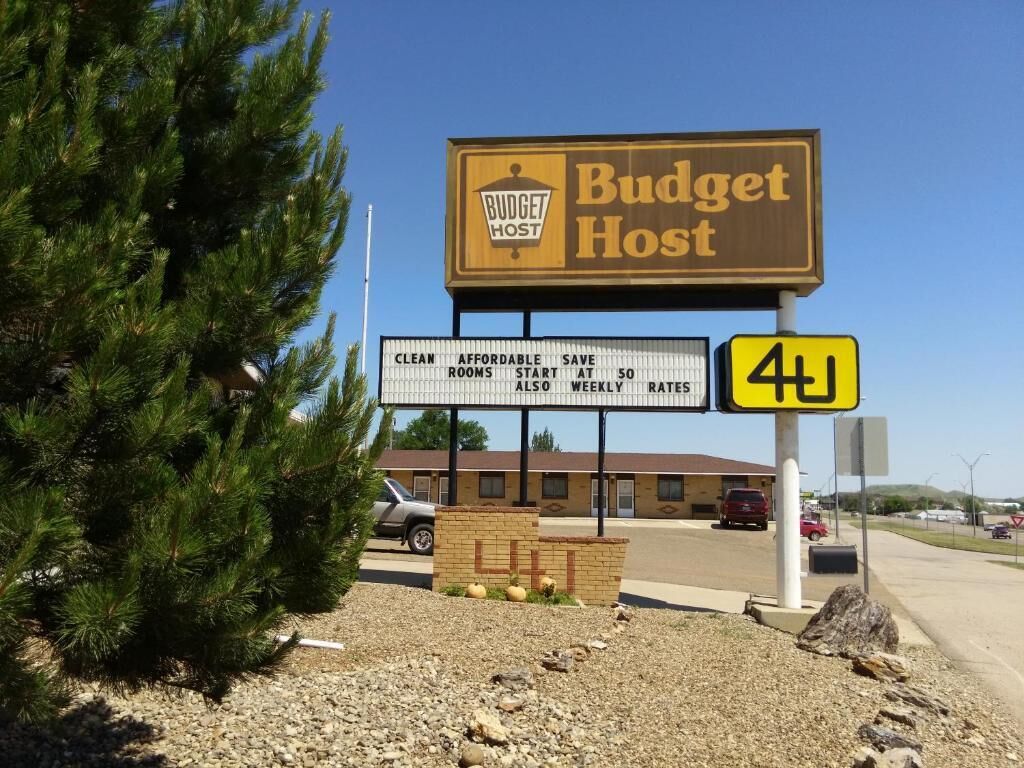 BUDGET
HOST
Budget
Host
CLEAN AFFORDABLE SAVE
ROOMS START AT 50
ALSO WEEKLY RATES
4U
4U